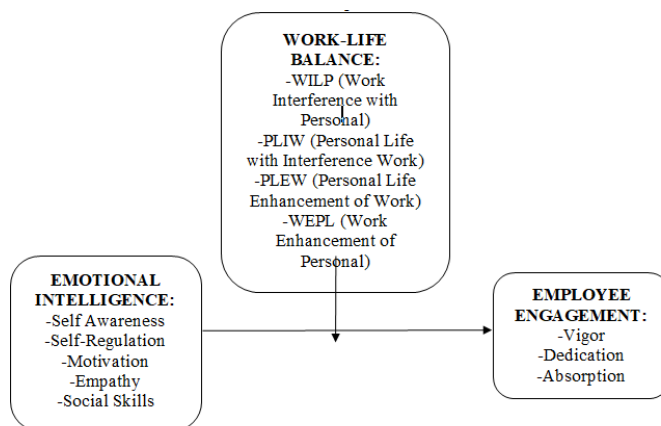 WORK-LIFE
BALANCE:
-WILP (Work
Interference with
Personal)
-PLIW (Personal Life
with Interference Work)
-PLEW (Personal Life
Enhancement of Work)
-WEPL (Work
Enhancement of
Personal)
EMOTIONAL
INTELLIGENCE:
-Self Awareness
-Self-Regulation
-Motivation
-Empathy
-Social Skills
EMPLOYEE
ENGAGEMENT:
-Vigor
-Dedication
-Absorption